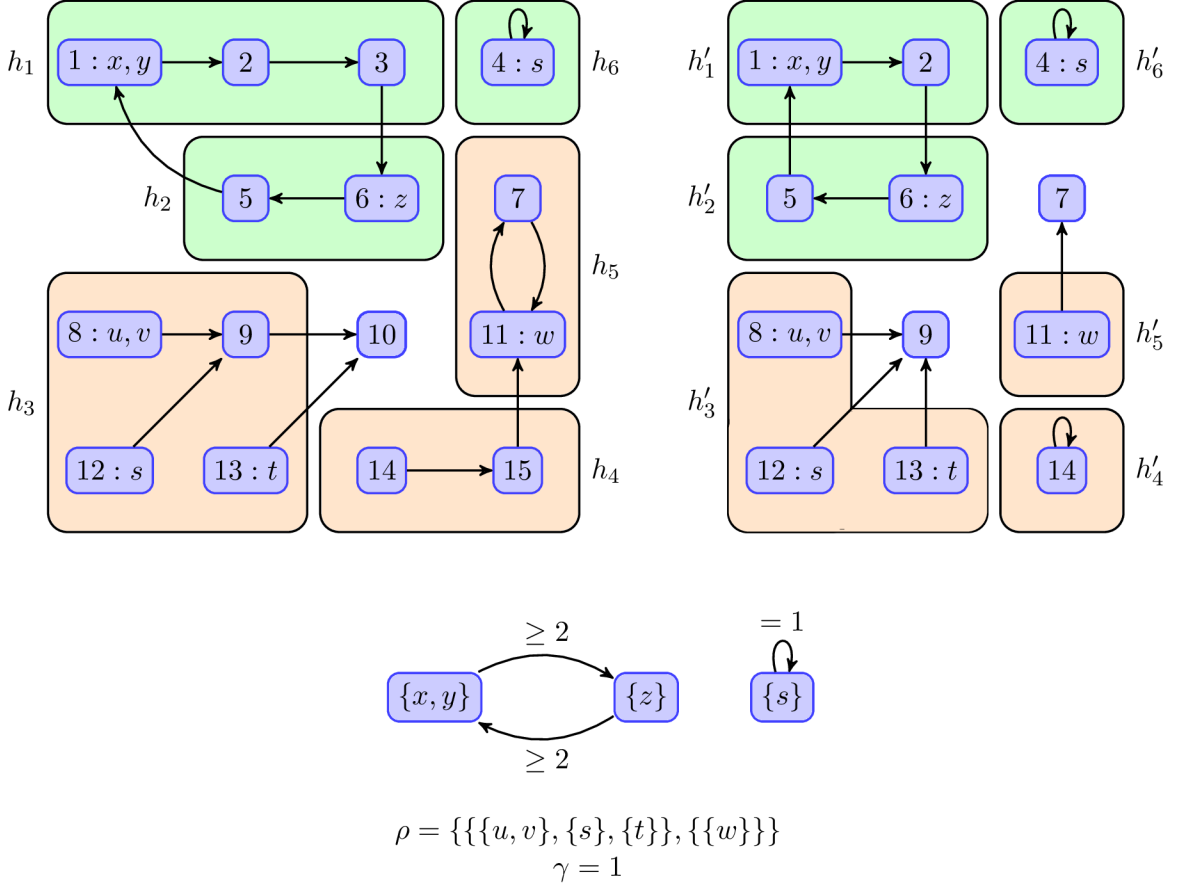 h₁ 1 : x, y 2 3 4 : s h₆ h′₁ 1 : x, y 2 4 : s h′₆
h₂ 5 6 : z 7 h′₂ 5 6 : z 7
h₅
8 : u, v 9 10 11 : w 8 : u, v 9 11 : w h′₅
h₃ h′₃
12 : s 13 : t 14 15 h₄ 12 : s 13 : t 14 h′₄
≥ 2 = 1
{x, y} {z} {s}
≥ 2
ρ = {{{u, v}, {s}, {t}}, {{w}}}
γ = 1